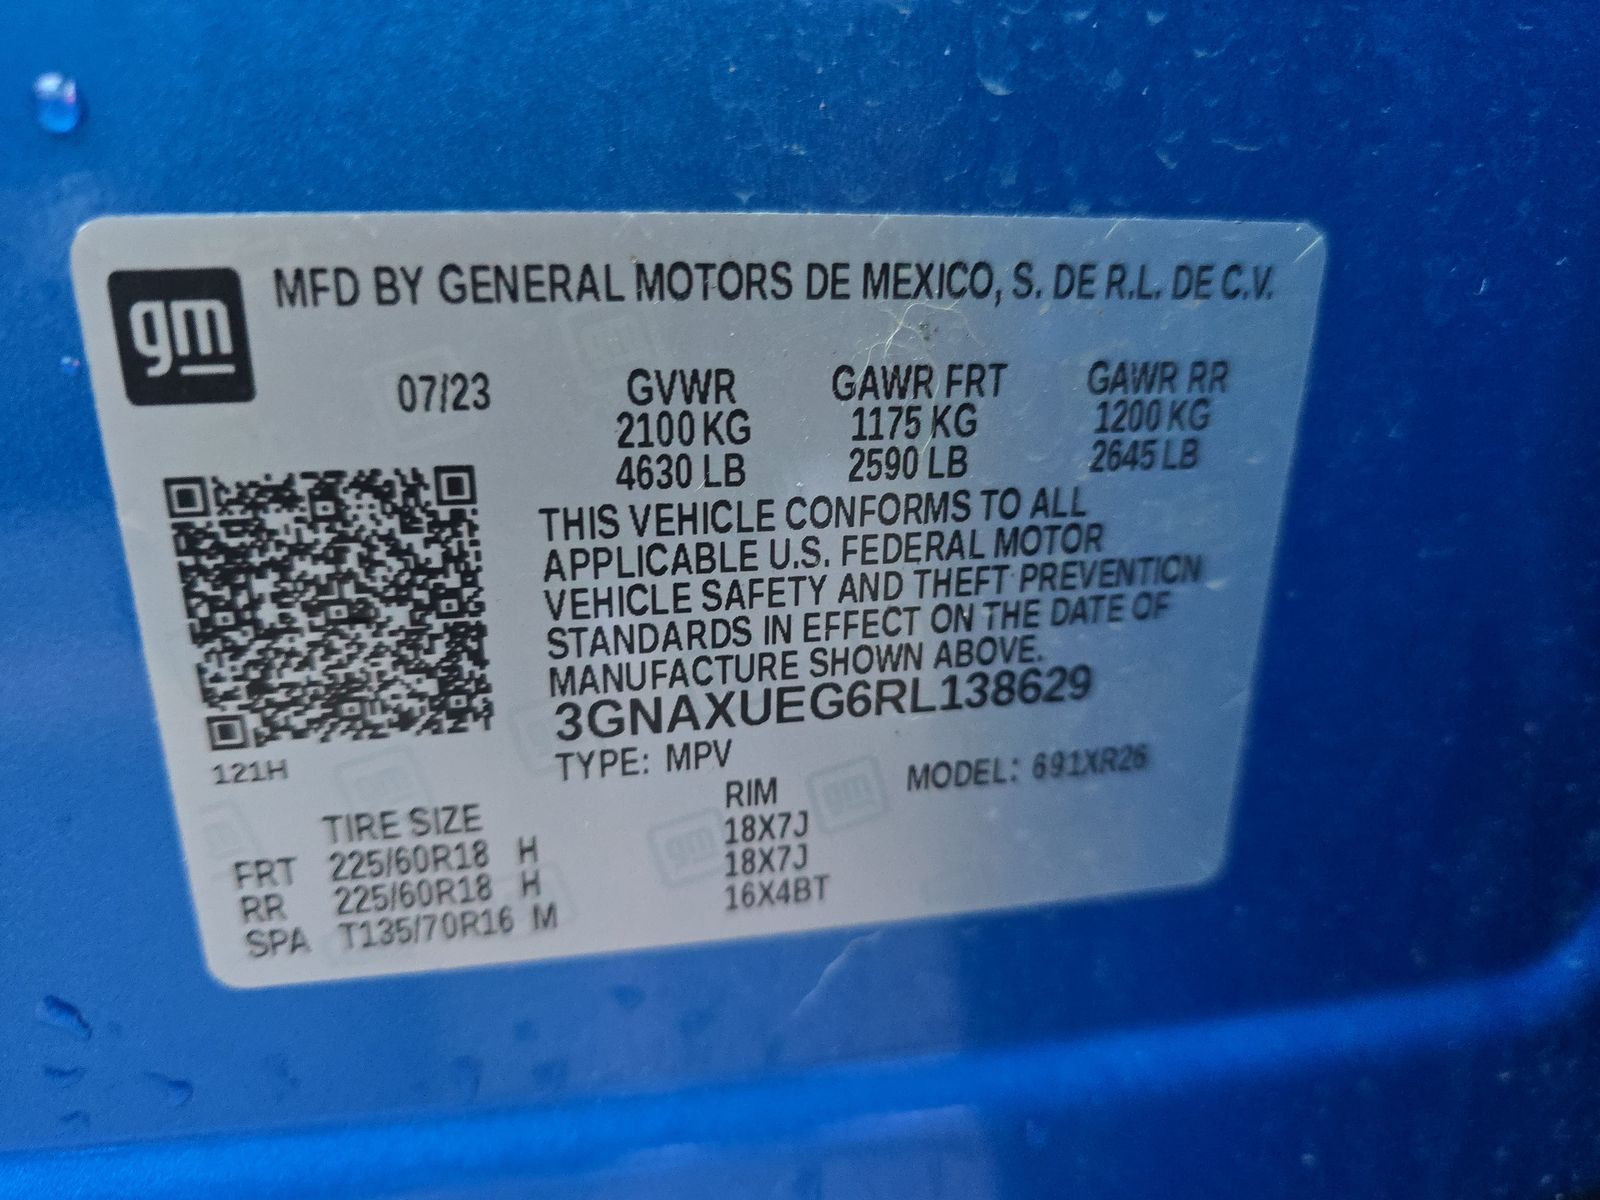 gm MFD BY GENERAL MOTORS DE MEXICO, S. DE R.L. DE C.V.
07/23 GVWR GAWR FRT GAWR RR
2100 KG 1175 KG 1200 KG
4630 LB 2590 LB 2645 LB
THIS VEHICLE CONFORMS TO ALL
APPLICABLE U.S. FEDERAL MOTOR
VEHICLE SAFETY AND THEFT PREVENTION
STANDARDS IN EFFECT ON THE DATE OF
MANUFACTURE SHOWN ABOVE.
3GNAXUEG6RL138629
121H TYPE: MPV MODEL: 691XR26
TIRE SIZE RIM
FRT 225/60R18 H 18X7J
RR 225/60R18 H 18X7J
SPA T135/70R16 M 16X4BT